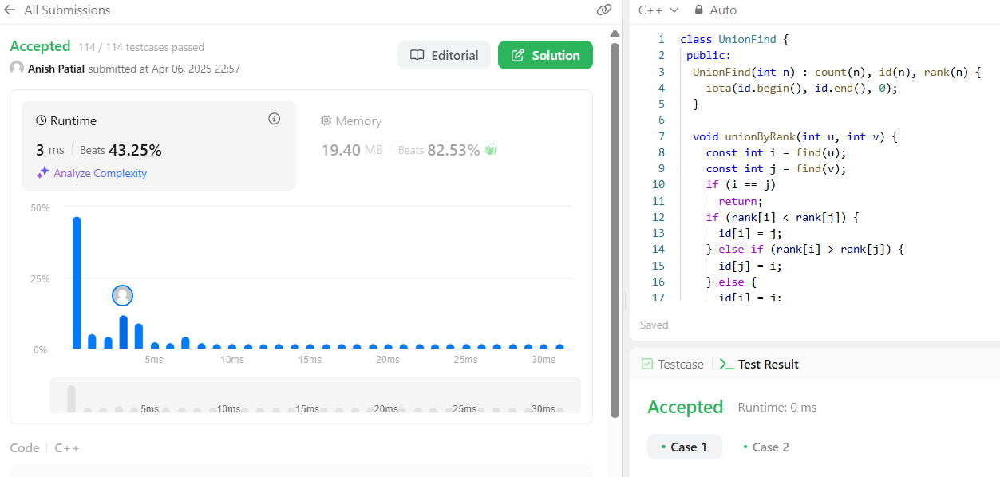 All Submissions
Accepted 114 / 114 testcases passed
Anish Patial submitted at Apr 06, 2025 22:57
Editorial
Solution
Runtime
3 ms Beats 43.25%
Analyze Complexity
Memory
19.40 MB Beats 82.53%
50%
25%
0%
5ms 10ms 15ms 20ms 25ms 30ms
5ms 10ms 15ms 20ms 25ms 30ms
Code C++
C++ Auto
1 class UnionFind {
2 public:
3 UnionFind(int n) : count(n), id(n), rank(n) {
4 iota(id.begin(), id.end(), 0);
5 }
6
7 void unionByRank(int u, int v) {
8 const int i = find(u);
9 const int j = find(v);
10 if (i == j)
11 return;
12 if (rank[i] < rank[j]) {
13 id[i] = j;
14 } else if (rank[i] > rank[j]) {
15 id[j] = i;
16 } else {
17 id[i] = j;
Saved
Testcase Test Result
Accepted Runtime: 0 ms
Case 1 Case 2